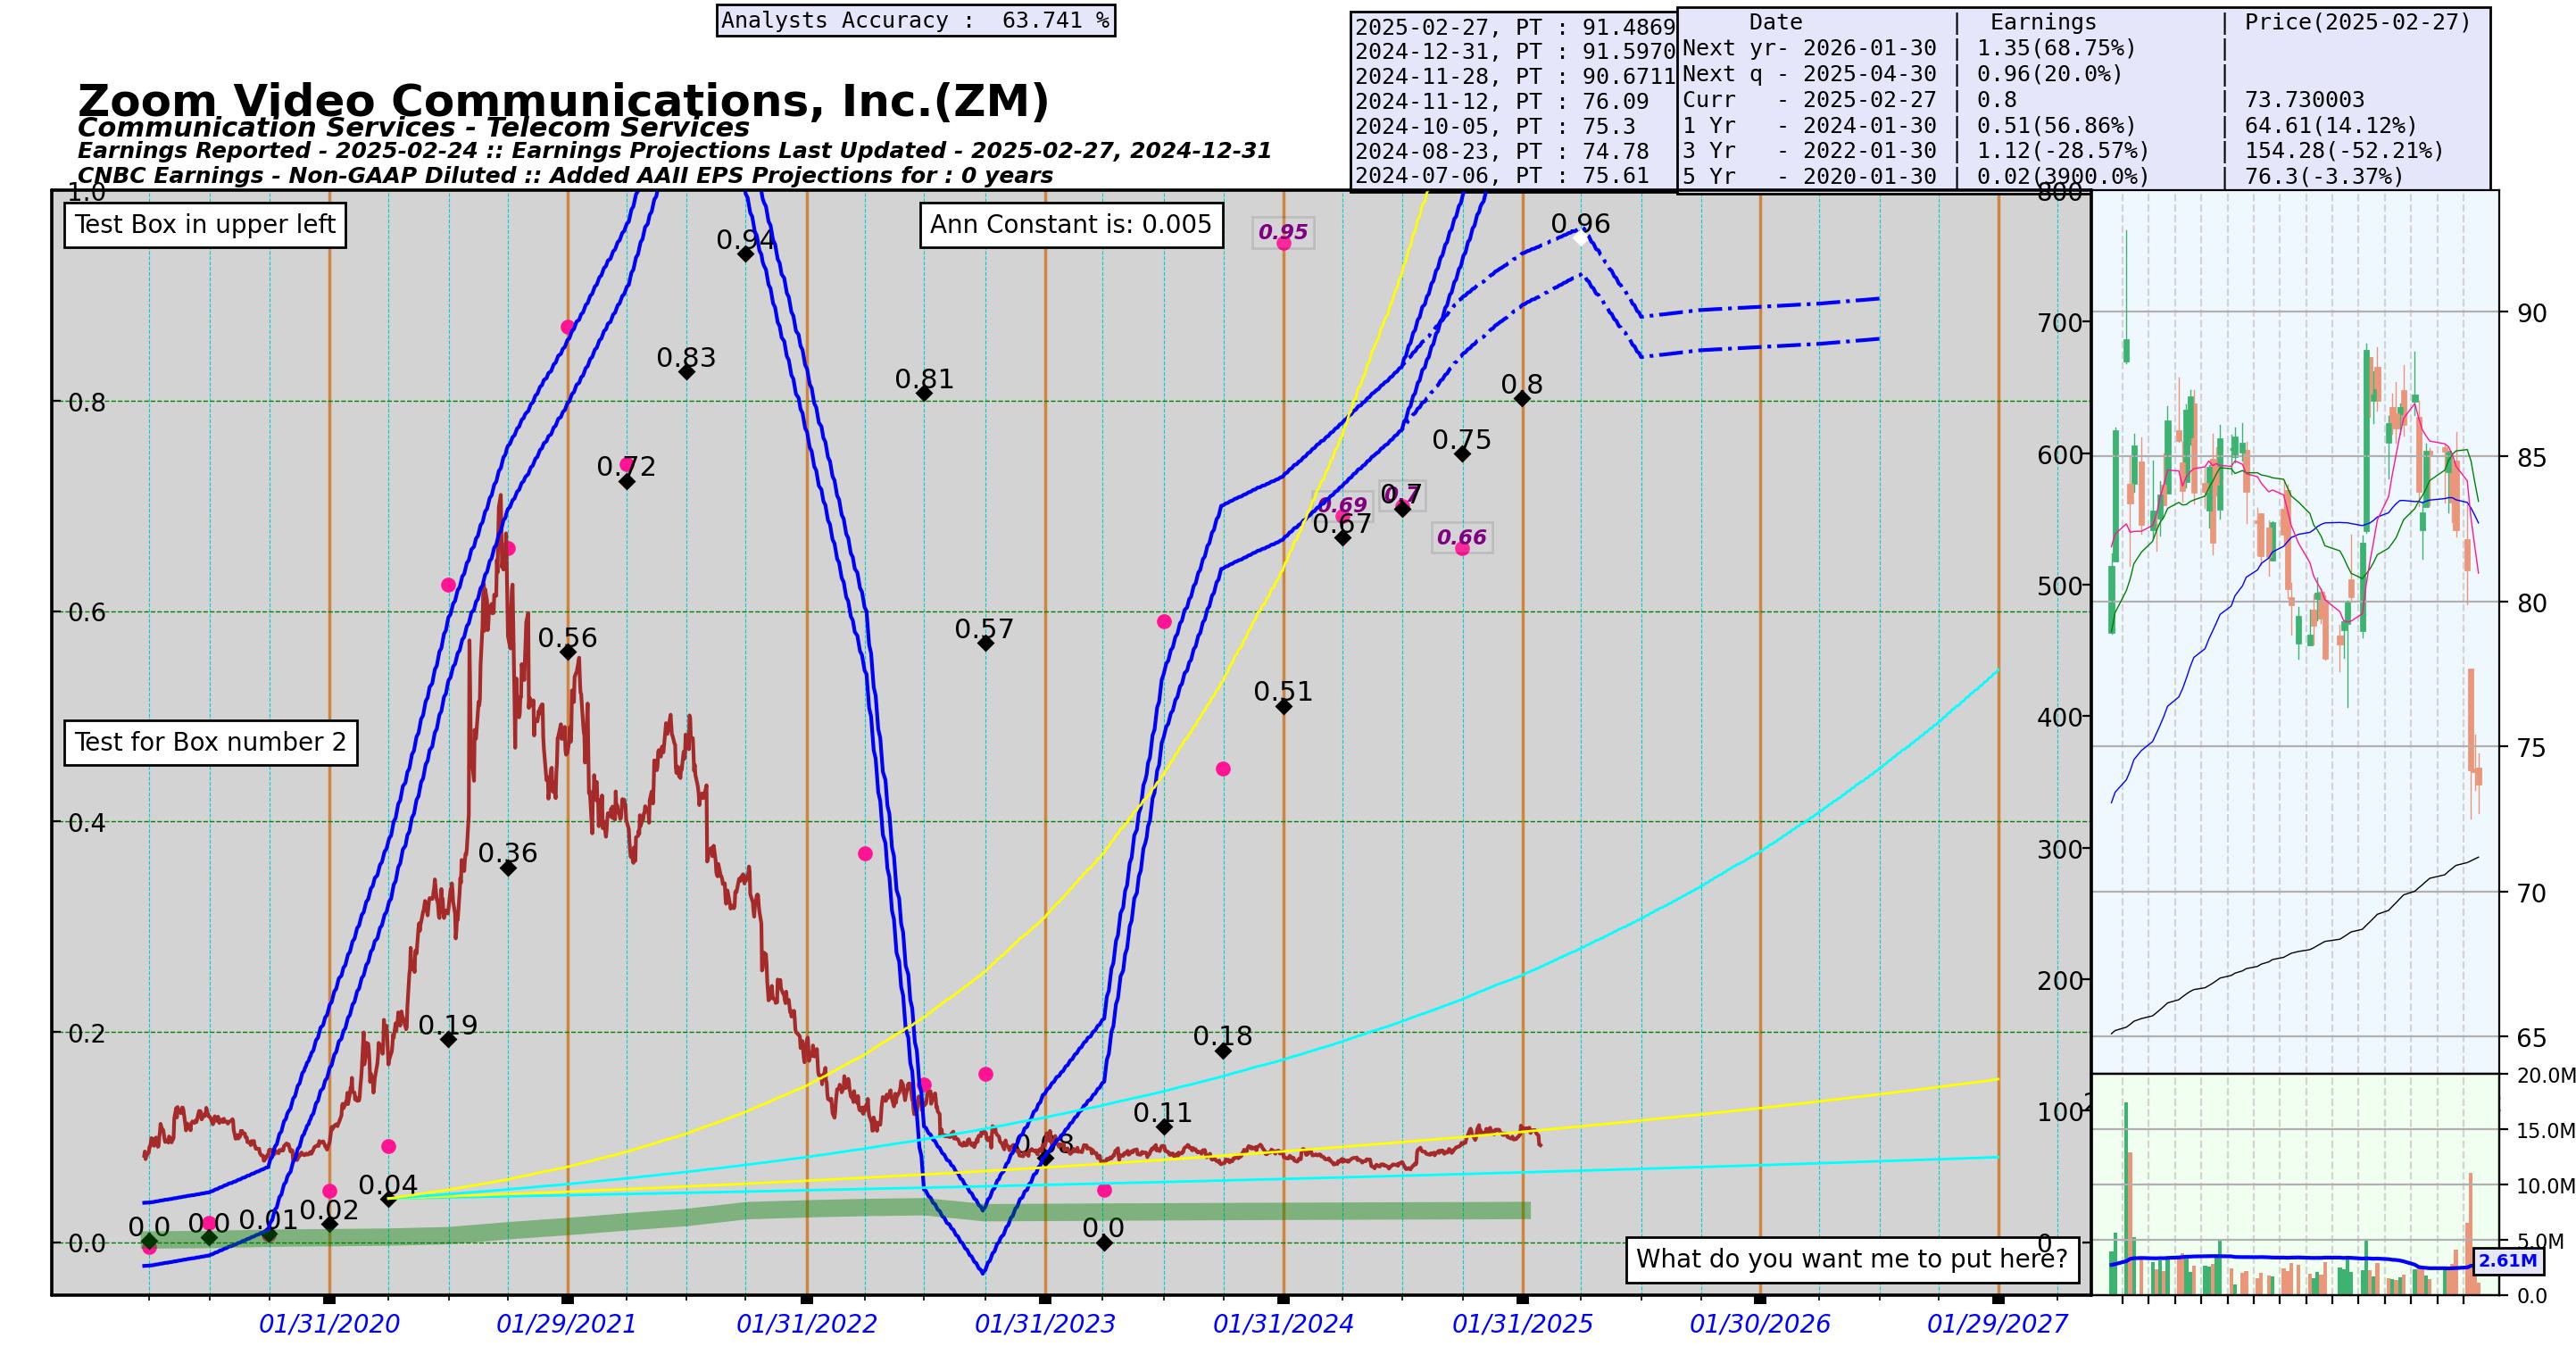 Analysts Accuracy :  63.741 %
2025-02-27, PT : 91.4869
2024-12-31, PT : 91.5970
2024-11-28, PT : 90.6711
2024-11-12, PT : 76.09
2024-10-05, PT : 75.3
2024-08-23, PT : 74.78
2024-07-06, PT : 75.61
Date | Earnings | Price(2025-02-27)
Next yr- 2026-01-30 | 1.35(68.75%) |
Next q - 2025-04-30 | 0.96(20.0%) |
Curr - 2025-02-27 | 0.8 | 73.730003
1 Yr - 2024-01-30 | 0.51(56.86%) | 64.61(14.12%)
3 Yr - 2022-01-30 | 1.12(-28.57%) | 154.28(-52.21%)
5 Yr - 2020-01-30 | 0.02(3900.0%) | 76.3(-3.37%)
Zoom Video Communications, Inc.(ZM)
Communication Services - Telecom Services
Earnings Reported - 2025-02-24 :: Earnings Projections Last Updated - 2025-02-27, 2024-12-31
CNBC Earnings - Non-GAAP Diluted :: Added AAII EPS Projections for : 0 years
Test Box in upper left
Ann Constant is: 0.005
Test for Box number 2
What do you want me to put here?
1.0
0.8
0.6
0.4
0.2
0.0
0.0
0.0
0.01
0.02
0.04
0.19
0.36
0.56
0.72
0.83
0.94
0.81
0.57
0.08
0.0
0.11
0.18
0.51
0.67
0.7
0.75
0.8
0.96
0.95
0.69
0.7
0.66
800
700
600
500
400
300
200
100
0
90
85
80
75
70
65
20.0M
15.0M
10.0M
5.0M
2.61M
0.0
01/31/2020
01/29/2021
01/31/2022
01/31/2023
01/31/2024
01/31/2025
01/30/2026
01/29/2027